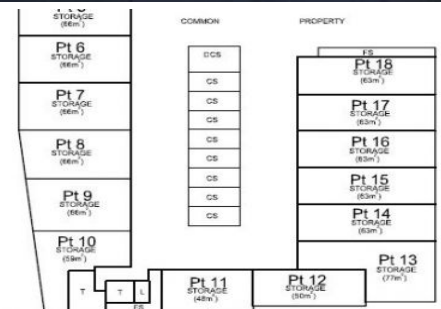 COMMON PROPERTY
STORAGE
(66m²)
Pt 6
STORAGE
(66m²)
Pt 7
STORAGE
(66m²)
Pt 8
STORAGE
(66m²)
Pt 9
STORAGE
(66m²)
Pt 10
STORAGE
(59m²)
T
T
L
FS
CCS
CS
CS
CS
CS
CS
CS
CS
CS
Pt 11
STORAGE
(48m²)
Pt 12
STORAGE
(50m²)
FS
Pt 18
STORAGE
(63m²)
Pt 17
STORAGE
(63m²)
Pt 16
STORAGE
(63m²)
Pt 15
STORAGE
(63m²)
Pt 14
STORAGE
(63m²)
Pt 13
STORAGE
(77m²)